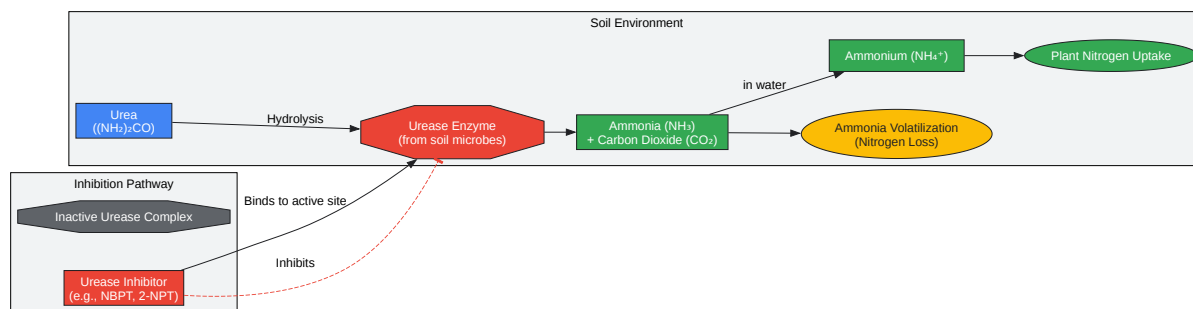 Soil Environment
Ammonium (NH₄⁺)
Plant Nitrogen Uptake
in water
Urea
((NH₂)₂CO)
Hydrolysis
Urease Enzyme
(from soil microbes)
Ammonia (NH₃)
+ Carbon Dioxide (CO₂)
Ammonia Volatilization
(Nitrogen Loss)
Inhibition Pathway
Inactive Urease Complex
Binds to active site
Inhibits
Urease Inhibitor
(e.g., NBPT, 2-NPT)